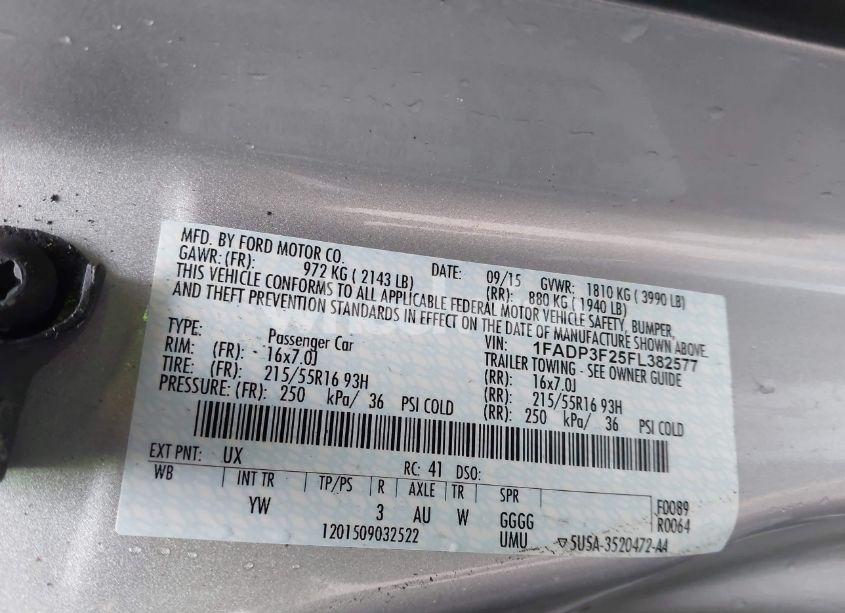 MFD. BY FORD MOTOR CO.
DATE: 09/15 GVWR: 1810 KG ( 3990 LB)
GAWR: (FR): 972 KG ( 2143 LB) (RR): 880 KG ( 1940 LB)
THIS VEHICLE CONFORMS TO ALL APPLICABLE FEDERAL MOTOR VEHICLE SAFETY, BUMPER,
AND THEFT PREVENTION STANDARDS IN EFFECT ON THE DATE OF MANUFACTURE SHOWN ABOVE.
VIN: 1FADP3F25FL382577
TYPE: Passenger Car TRAILER TOWING - SEE OWNER GUIDE
RIM: (FR): 16x7.0J (RR): 16x7.0J
TIRE: (FR): 215/55R16 93H (RR): 215/55R16 93H
PRESSURE: (FR): 250 kPa/ 36 PSI COLD (RR): 250 kPa/ 36 PSI COLD
EXT PNT: UX RC: 41 DSO:
WB INT TR TP/PS R AXLE TR SPR F0089
YW 3 AU W GGGG R0064
1201509032522 UMU ▽SUSA-3520472-AA